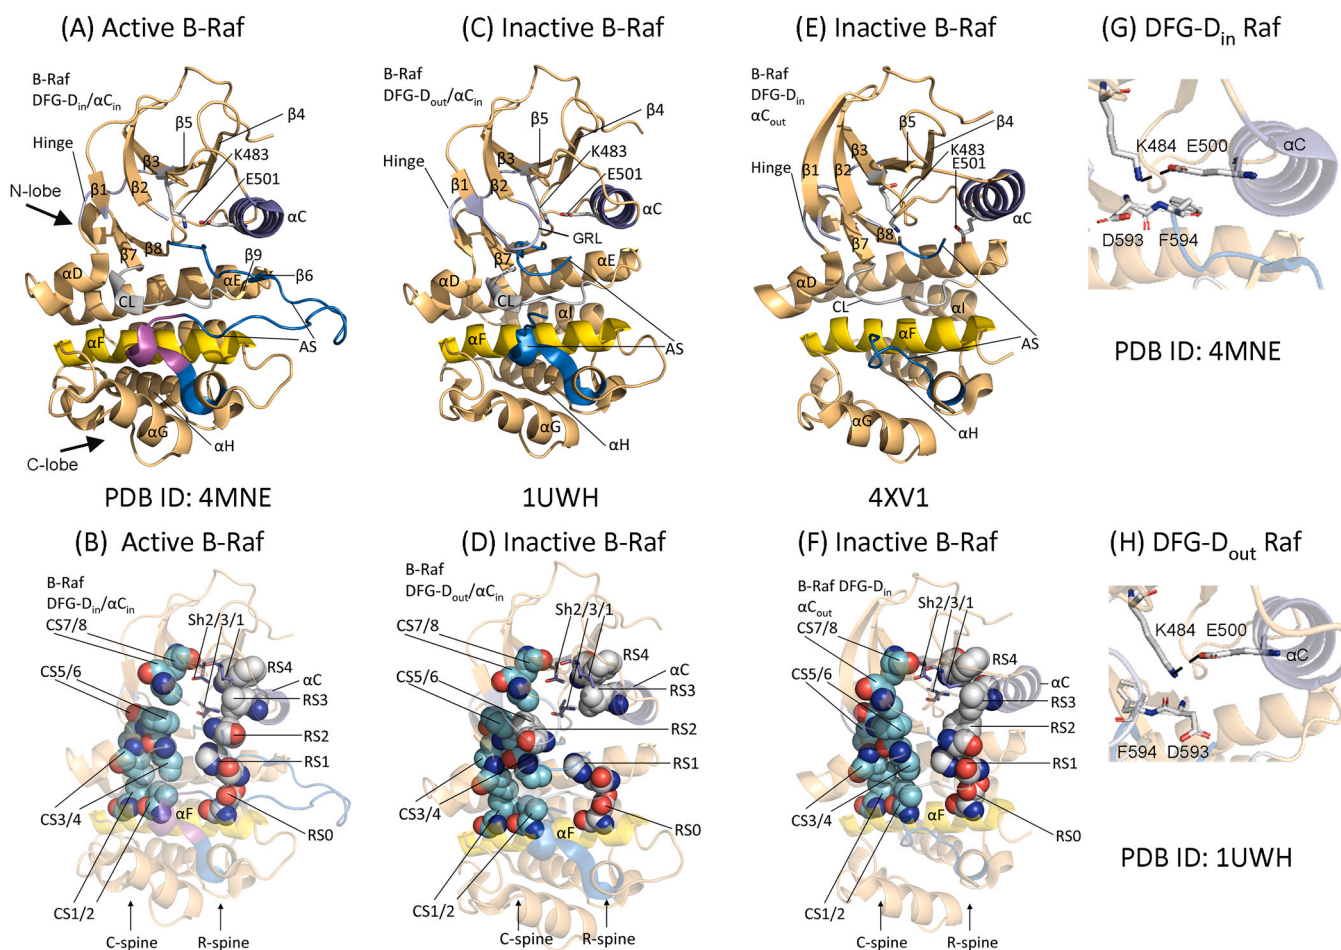 (A) Active B-Raf
B-Raf
DFG-Din/αCin
Hinge
N-lobe
β1
β2
β3
β5
β4
K483
E501
αC
β8
β7
β9
β6
αD
αE
CL
αF
AS
αG
αH
C-lobe
PDB ID: 4MNE
(C) Inactive B-Raf
B-Raf
DFG-Dout/αCin
Hinge
β5
β4
β3
K483
β1
β2
E501
αC
GRL
β7
αE
αD
CL
αI
αF
AS
αG
αH
1UWH
(E) Inactive B-Raf
B-Raf
DFG-Din
αCout
β5
β4
β3
K483
E501
Hinge
β1
β2
αC
β8
β7
αD
CL
αI
αF
AS
αG
αH
4XV1
(G) DFG-Din Raf
K484
E500
αC
D593
F594
PDB ID: 4MNE
(B) Active B-Raf
B-Raf
DFG-Din/αCin
Sh2/3/1
CS7/8
RS4
CS5/6
αC
RS3
RS2
RS1
CS3/4
αF
RS0
CS1/2
C-spine
R-spine
(D) Inactive B-Raf
B-Raf
DFG-Dout/αCin
Sh2/3/1
CS7/8
RS4
CS5/6
αC
RS3
RS2
RS1
CS3/4
RS0
αF
CS1/2
C-spine
R-spine
(F) Inactive B-Raf
B-Raf DFG-Din
αCout
Sh2/3/1
CS7/8
RS4
CS5/6
αC
RS3
RS2
RS1
CS3/4
αF
RS0
CS1/2
C-spine
R-spine
(H) DFG-Dout Raf
K484
E500
αC
F594
D593
PDB ID: 1UWH